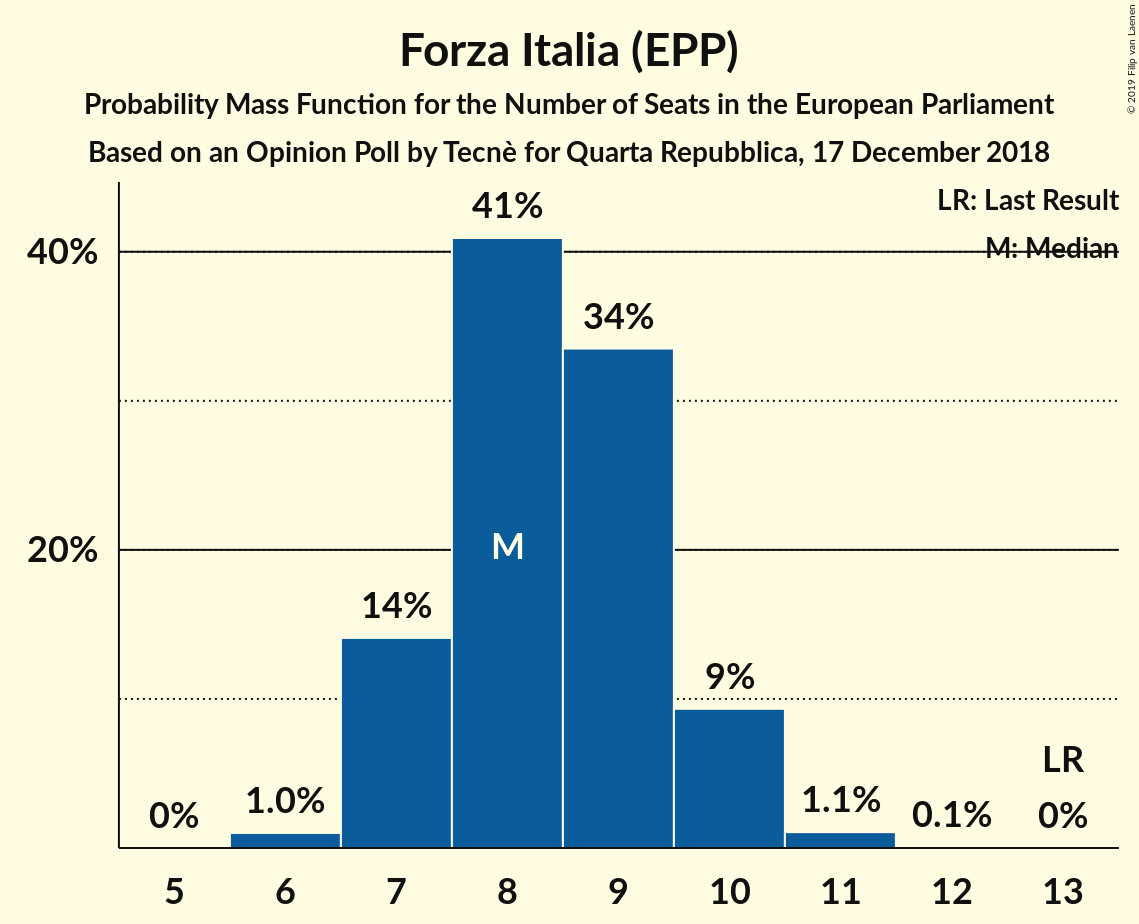 Forza Italia (EPP)
Probability Mass Function for the Number of Seats in the European Parliament
Based on an Opinion Poll by Tecnè for Quarta Repubblica, 17 December 2018
© 2019 Filip van Laenen
LR: Last Result
M: Median
40%
20%
0%
1.0%
14%
41%
M
34%
9%
1.1%
0.1%
LR
0%
5 6 7 8 9 10 11 12 13